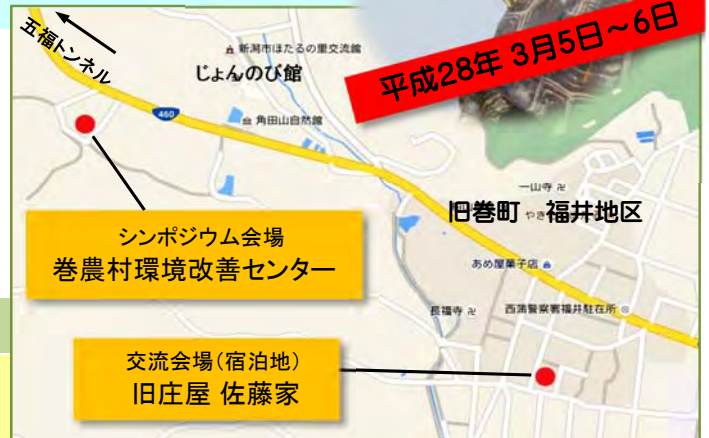 平成28年 3月5日～6日
五福トンネル
新潟市ほたるの里交流館
じょんのび館
460
角田山自然館
一山寺
旧巻町 福井地区
シンポジウム会場
巻農村環境改善センター
あめ屋菓子店
長福寺
西蒲警察署福井駐在所
交流会場(宿泊地)
旧庄屋 佐藤家